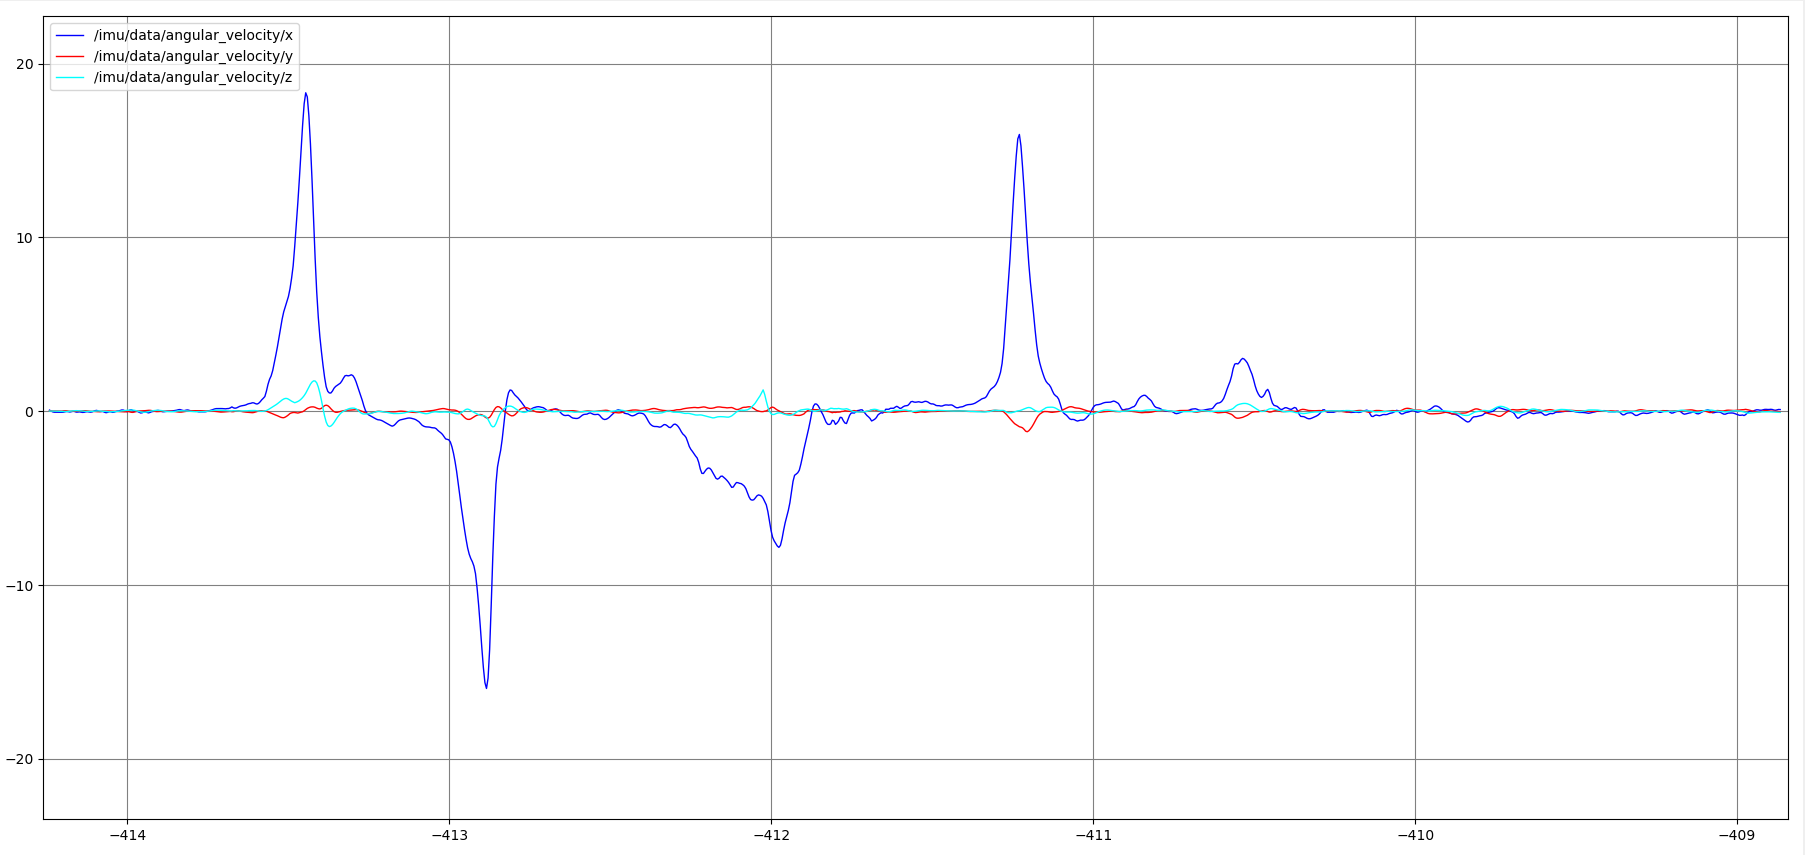 /imu/data/angular_velocity/x
/imu/data/angular_velocity/y
/imu/data/angular_velocity/z
20
10
0
−10
−20
−414 −413 −412 −411 −410 −409